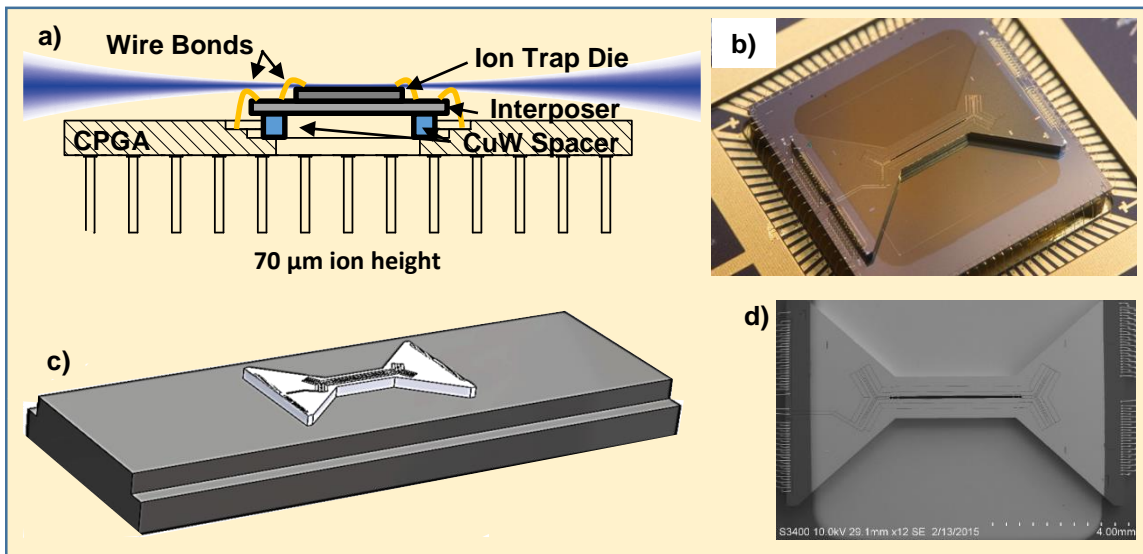 a)
Wire Bonds
Ion Trap Die
Interposer
CPGA
CuW Spacer
70 µm ion height
b)
c)
d)
S3400 10.0kV 29.1mm x12 SE 2/13/2015
4.00mm